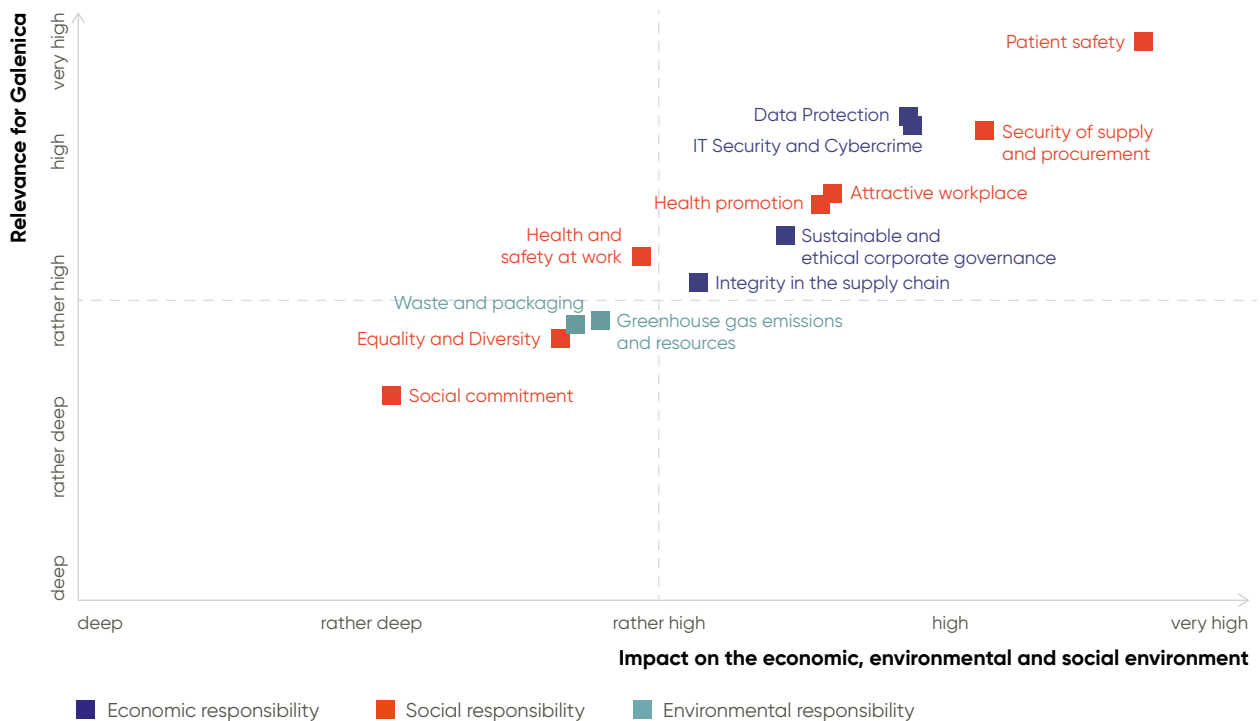 Relevance for Galenica
very high
high
rather high
rather deep
deep
Patient safety
Data Protection
IT Security and Cybercrime
Security of supply
and procurement
Attractive workplace
Health promotion
Health and
safety at work
Sustainable and
ethical corporate governance
Integrity in the supply chain
Waste and packaging
Greenhouse gas emissions
and resources
Equality and Diversity
Social commitment
deep
rather deep
rather high
high
very high
Impact on the economic, environmental and social environment
Economic responsibility
Social responsibility
Environmental responsibility